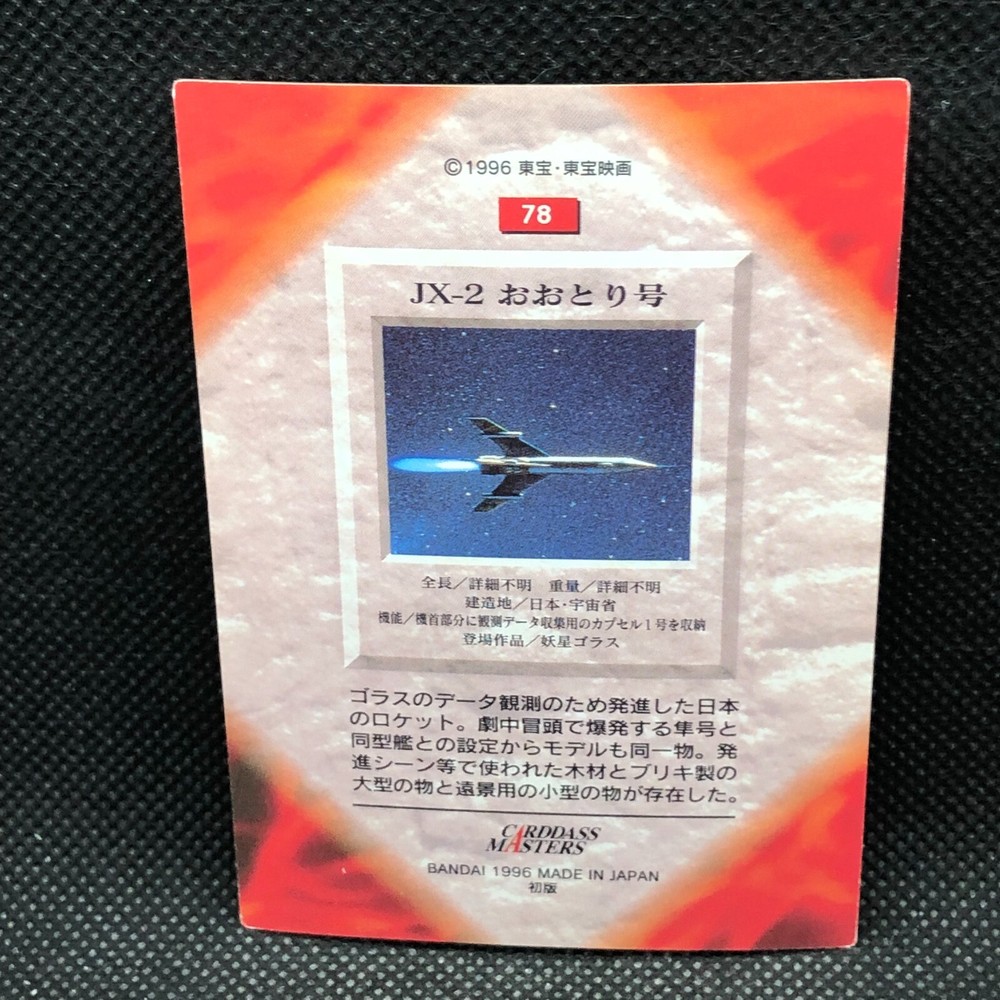 ©1996 東宝・東宝映画
78
JX-2 おおとり号
全長／詳細不明　重量／詳細不明
建造地／日本・宇宙省
機能／機首部分に観測データ収集用のカプセル1号を収納
登場作品／妖星ゴラス
ゴラスのデータ観測のため発進した日本
のロケット。劇中冒頭で爆発する隼号と
同型艦との設定からモデルも同一物。発
進シーン等で使われた木材とブリキ製の
大型の物と遠景用の小型の物が存在した。
CARDDASS
MASTERS
BANDAI 1996 MADE IN JAPAN
初版